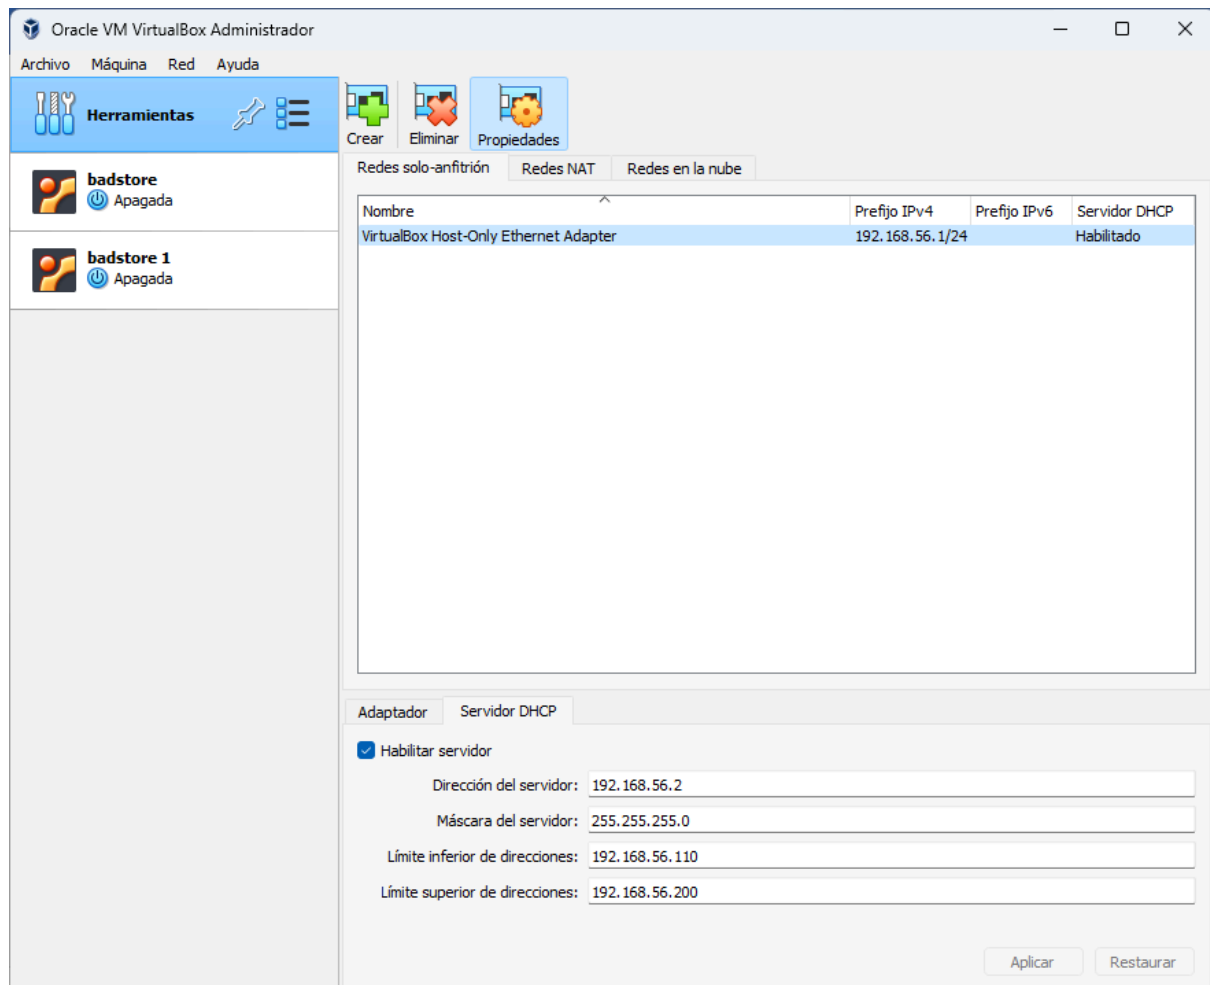 Oracle VM VirtualBox Administrador
Archivo Máquina Red Ayuda
Herramientas
Crear Eliminar Propiedades
badstore
Apagada
badstore 1
Apagada
Redes solo-anfitrión Redes NAT Redes en la nube
Nombre Prefijo IPv4 Prefijo IPv6 Servidor DHCP
VirtualBox Host-Only Ethernet Adapter 192.168.56.1/24 Habilitado
Adaptador Servidor DHCP
Habilitar servidor
Dirección del servidor: 192.168.56.2
Máscara del servidor: 255.255.255.0
Límite inferior de direcciones: 192.168.56.110
Límite superior de direcciones: 192.168.56.200
Aplicar Restaurar